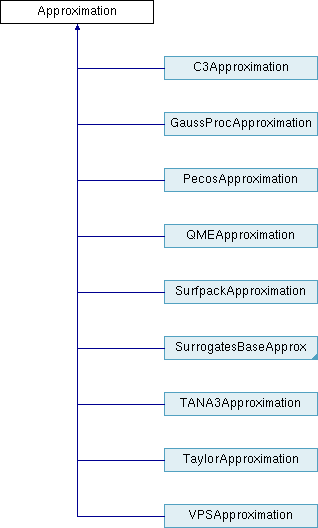 Approximation
C3Approximation
GaussProcApproximation
PecosApproximation
QMEApproximation
SurfpackApproximation
SurrogatesBaseApprox
TANA3Approximation
TaylorApproximation
VPSApproximation